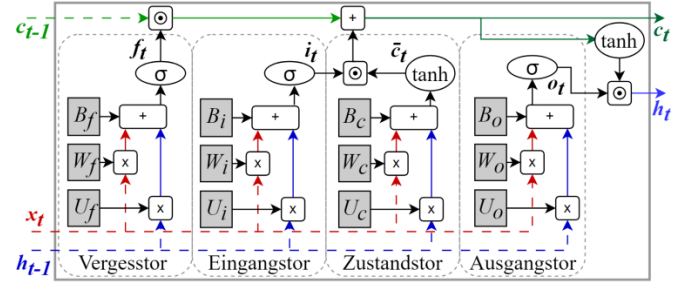 c_{t-1} ⊙ + c_t
f_t i_t c̄_t tanh
σ σ ⊙ tanh σ o_t ⊙ h_t
B_f + B_i + B_c + B_o +
W_f x W_i x W_c x W_o x
U_f x U_i x U_c x U_o x
x_t
h_{t-1}
Vergesstor Eingangstor Zustandstor Ausgangstor